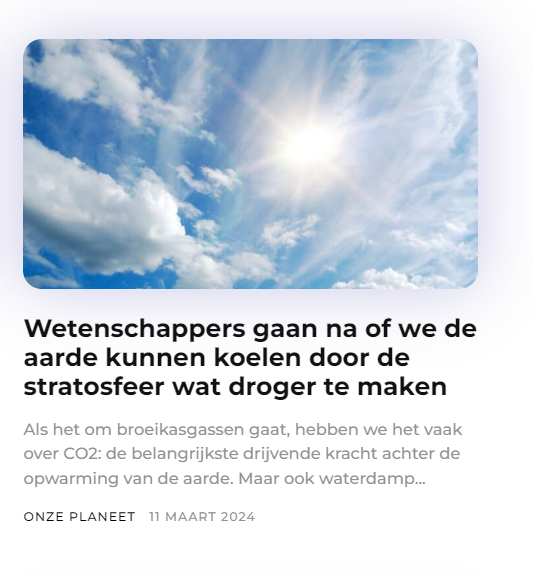 Wetenschappers gaan na of we de
aarde kunnen koelen door de
stratosfeer wat droger te maken
Als het om broeikasgassen gaat, hebben we het vaak
over CO2: de belangrijkste drijvende kracht achter de
opwarming van de aarde. Maar ook waterdamp...
ONZE PLANEET 11 MAART 2024